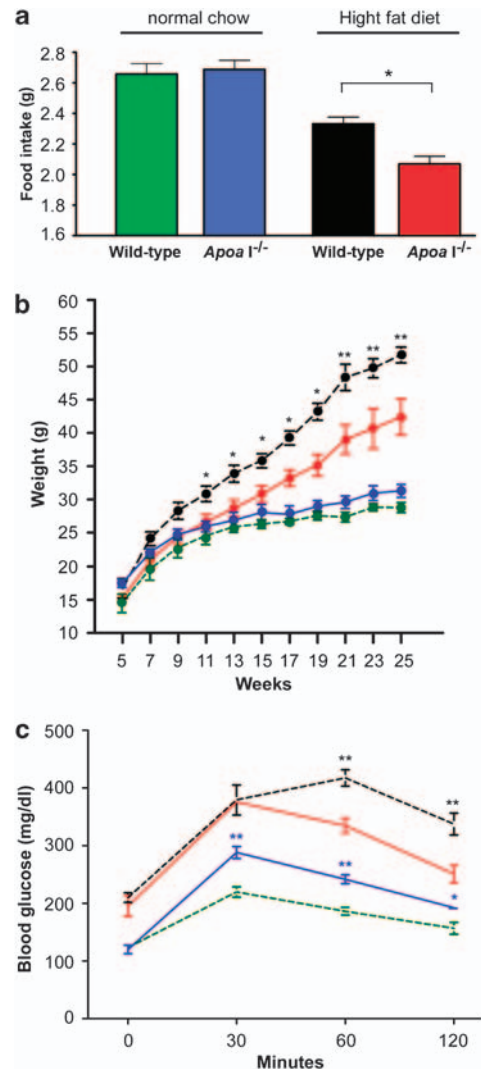 a
normal chow Hight fat diet
Food intake (g)
2.8
2.6
2.4
2.2
2.0
1.8
1.6
*
Wild-type Apoa I-/- Wild-type Apoa I-/-
b
Weight (g)
60
55
50
45
40
35
30
25
20
15
10
* * * * * ** ** **
5 7 9 11 13 15 17 19 21 23 25
Weeks
c
Blood glucose (mg/dl)
500
400
300
200
100
0
** **
** ** *
0 30 60 120
Minutes